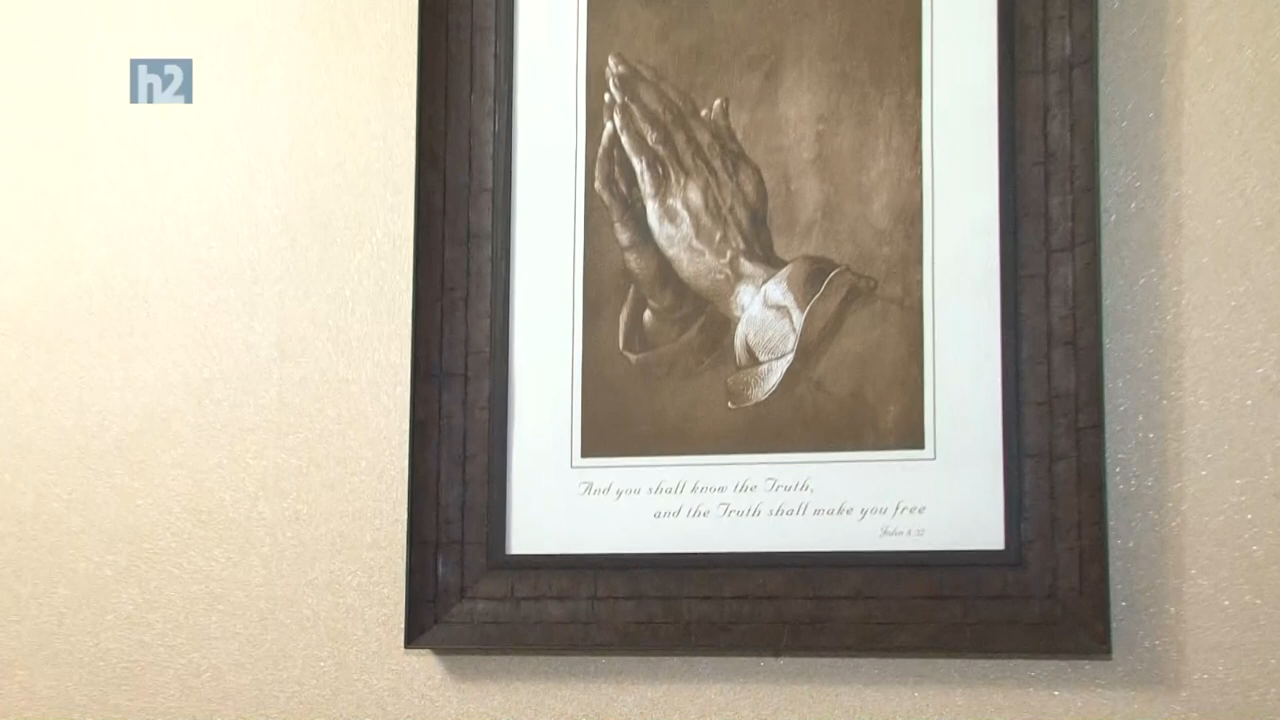 h2
And you shall know the Truth,
and the Truth shall make you free
John 8:32